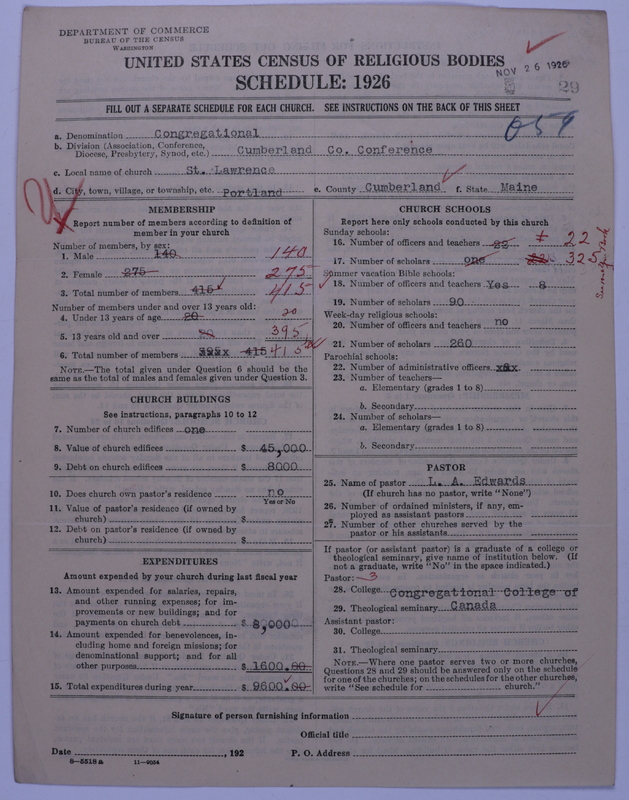 DEPARTMENT OF COMMERCE
BUREAU OF THE CENSUS
WASHINGTON
UNITED STATES CENSUS OF RELIGIOUS BODIES
SCHEDULE: 1926
NOV 26 1926
29
FILL OUT A SEPARATE SCHEDULE FOR EACH CHURCH. SEE INSTRUCTIONS ON THE BACK OF THIS SHEET
a. Denomination Congregational
b. Division (Association, Conference, Diocese, Presbytery, Synod, etc.) Cumberland Co. Conference
c. Local name of church St. Lawrence
d. City, town, village, or township, etc. Portland e. County Cumberland f. State Maine
MEMBERSHIP
Report number of members according to definition of member in your church
Number of members, by sex:
1. Male 140 140
2. Female 275 275
3. Total number of members 415 415
Number of members under and over 13 years old:
4. Under 13 years of age 20 20
5. 13 years old and over 395
6. Total number of members 415 415
NOTE.—The total given under Question 6 should be the same as the total of males and females given under Question 3.
CHURCH BUILDINGS
See instructions, paragraphs 10 to 12
7. Number of church edifices one
8. Value of church edifices $ 45,000
9. Debt on church edifices $ 8000
10. Does church own pastor's residence no
Yes or No
11. Value of pastor's residence (if owned by church) $
12. Debt on pastor's residence (if owned by church) $
EXPENDITURES
Amount expended by your church during last fiscal year
13. Amount expended for salaries, repairs, and other running expenses; for improvements or new buildings; and for payments on church debt $ 8,000
14. Amount expended for benevolences, including home and foreign missions; for denominational support; and for all other purposes $ 1600.00
15. Total expenditures during year $ 9600.00
CHURCH SCHOOLS
Report here only schools conducted by this church
Sunday schools:
16. Number of officers and teachers 22 22
17. Number of scholars one 325
Summer vacation Bible schools:
18. Number of officers and teachers Yes 8
19. Number of scholars 90
Week-day religious schools:
20. Number of officers and teachers no
21. Number of scholars 260
Parochial schools:
22. Number of administrative officers
23. Number of teachers—
a. Elementary (grades 1 to 8)
b. Secondary
24. Number of scholars—
a. Elementary (grades 1 to 8)
b. Secondary
PASTOR
25. Name of pastor L. A. Edwards
(If church has no pastor, write "None")
26. Number of ordained ministers, if any, employed as assistant pastors
27. Number of other churches served by the pastor or his assistants
If pastor (or assistant pastor) is a graduate of a college or theological seminary, give name of institution below. (If not a graduate, write "No" in the space indicated.)
Pastor: 3
28. College Congregational College of
29. Theological seminary Canada
Assistant pastor:
30. College
31. Theological seminary
NOTE.—Where one pastor serves two or more churches, Questions 28 and 29 should be answered only on the schedule for one of the churches; on the schedules for the other churches, write "See schedule for church."
Signature of person furnishing information
Official title
Date , 192 P. O. Address
8-5518 a 11-9054